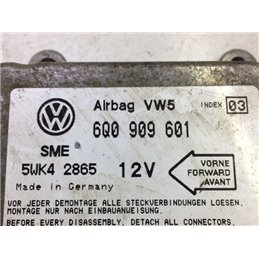 Airbag VW5 INDEX 03
6Q0 909 601
SME
5WK4 2865 12V
VORNE
FORWARD
AVANT
Made in Germany
VOR JEDER DEMONTAGE ALLE STECKVERBINDUNGEN LOESEN.
MONTAGE NUR NACH EINBAUANWEISUNG.
BEFORE EVERY DISASSEMBLY, DETACH ALL CONNECTORS.